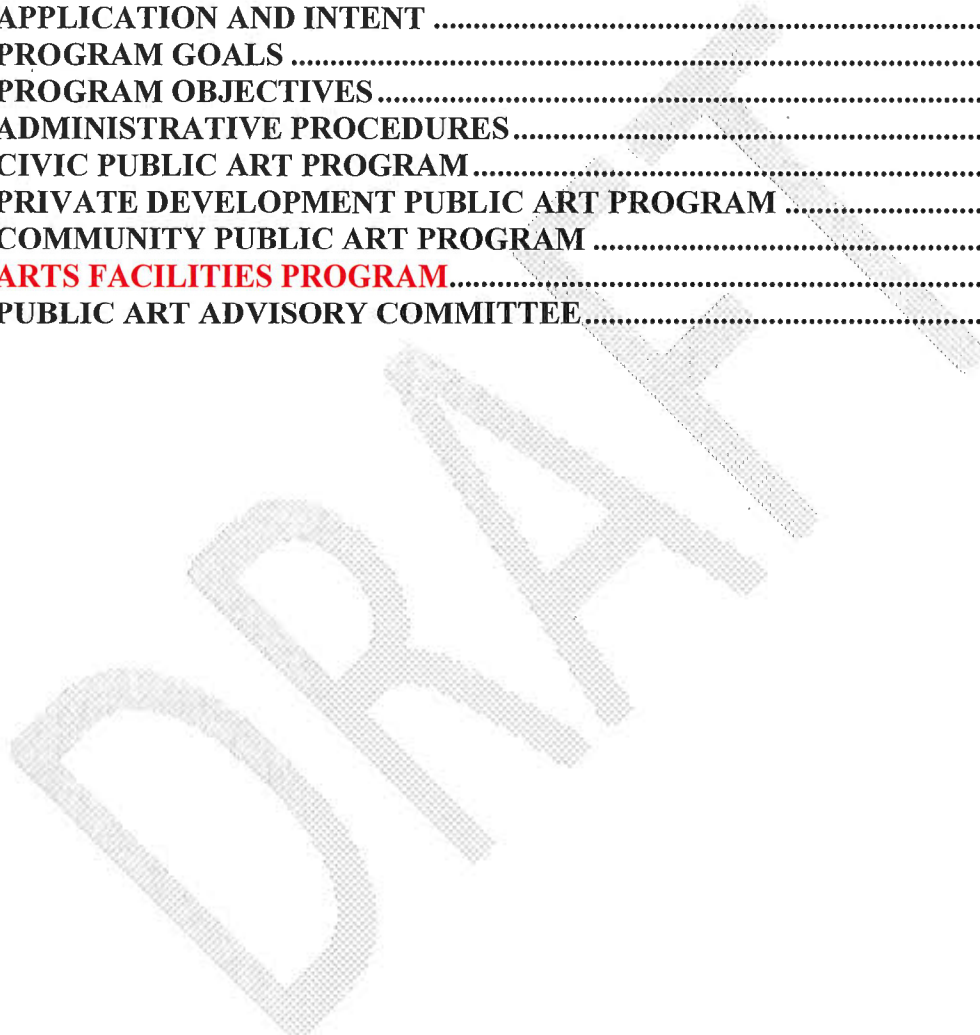 APPLICATION AND INTENT ........................................................................
PROGRAM GOALS ........................................................................
PROGRAM OBJECTIVES ........................................................................
ADMINISTRATIVE PROCEDURES ........................................................................
CIVIC PUBLIC ART PROGRAM ........................................................................
PRIVATE DEVELOPMENT PUBLIC ART PROGRAM ........................................................................
COMMUNITY PUBLIC ART PROGRAM ........................................................................
ARTS FACILITIES PROGRAM ........................................................................
PUBLIC ART ADVISORY COMMITTEE ........................................................................
DRAFT